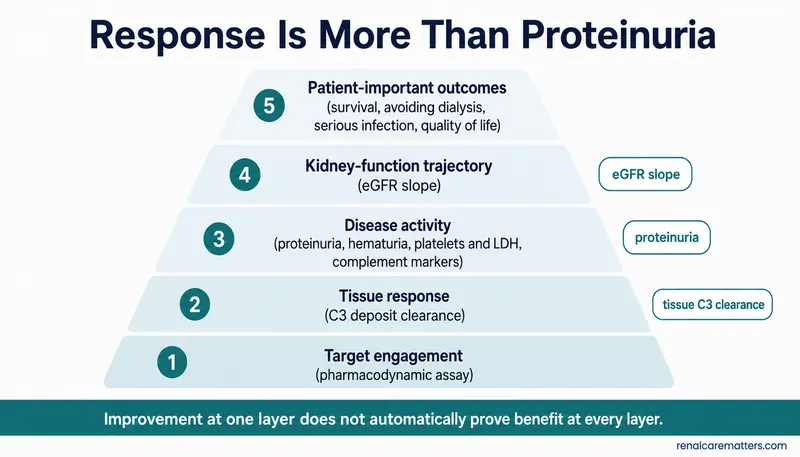 Response Is More Than Proteinuria
5
Patient-important outcomes
(survival, avoiding dialysis,
serious infection, quality of life)
4
Kidney-function trajectory
(eGFR slope)
eGFR slope
3
Disease activity
(proteinuria, hematuria, platelets and LDH,
complement markers)
proteinuria
2
Tissue response
(C3 deposit clearance)
tissue C3 clearance
1
Target engagement
(pharmacodynamic assay)
Improvement at one layer does not automatically prove benefit at every layer.
renalcarematters.com